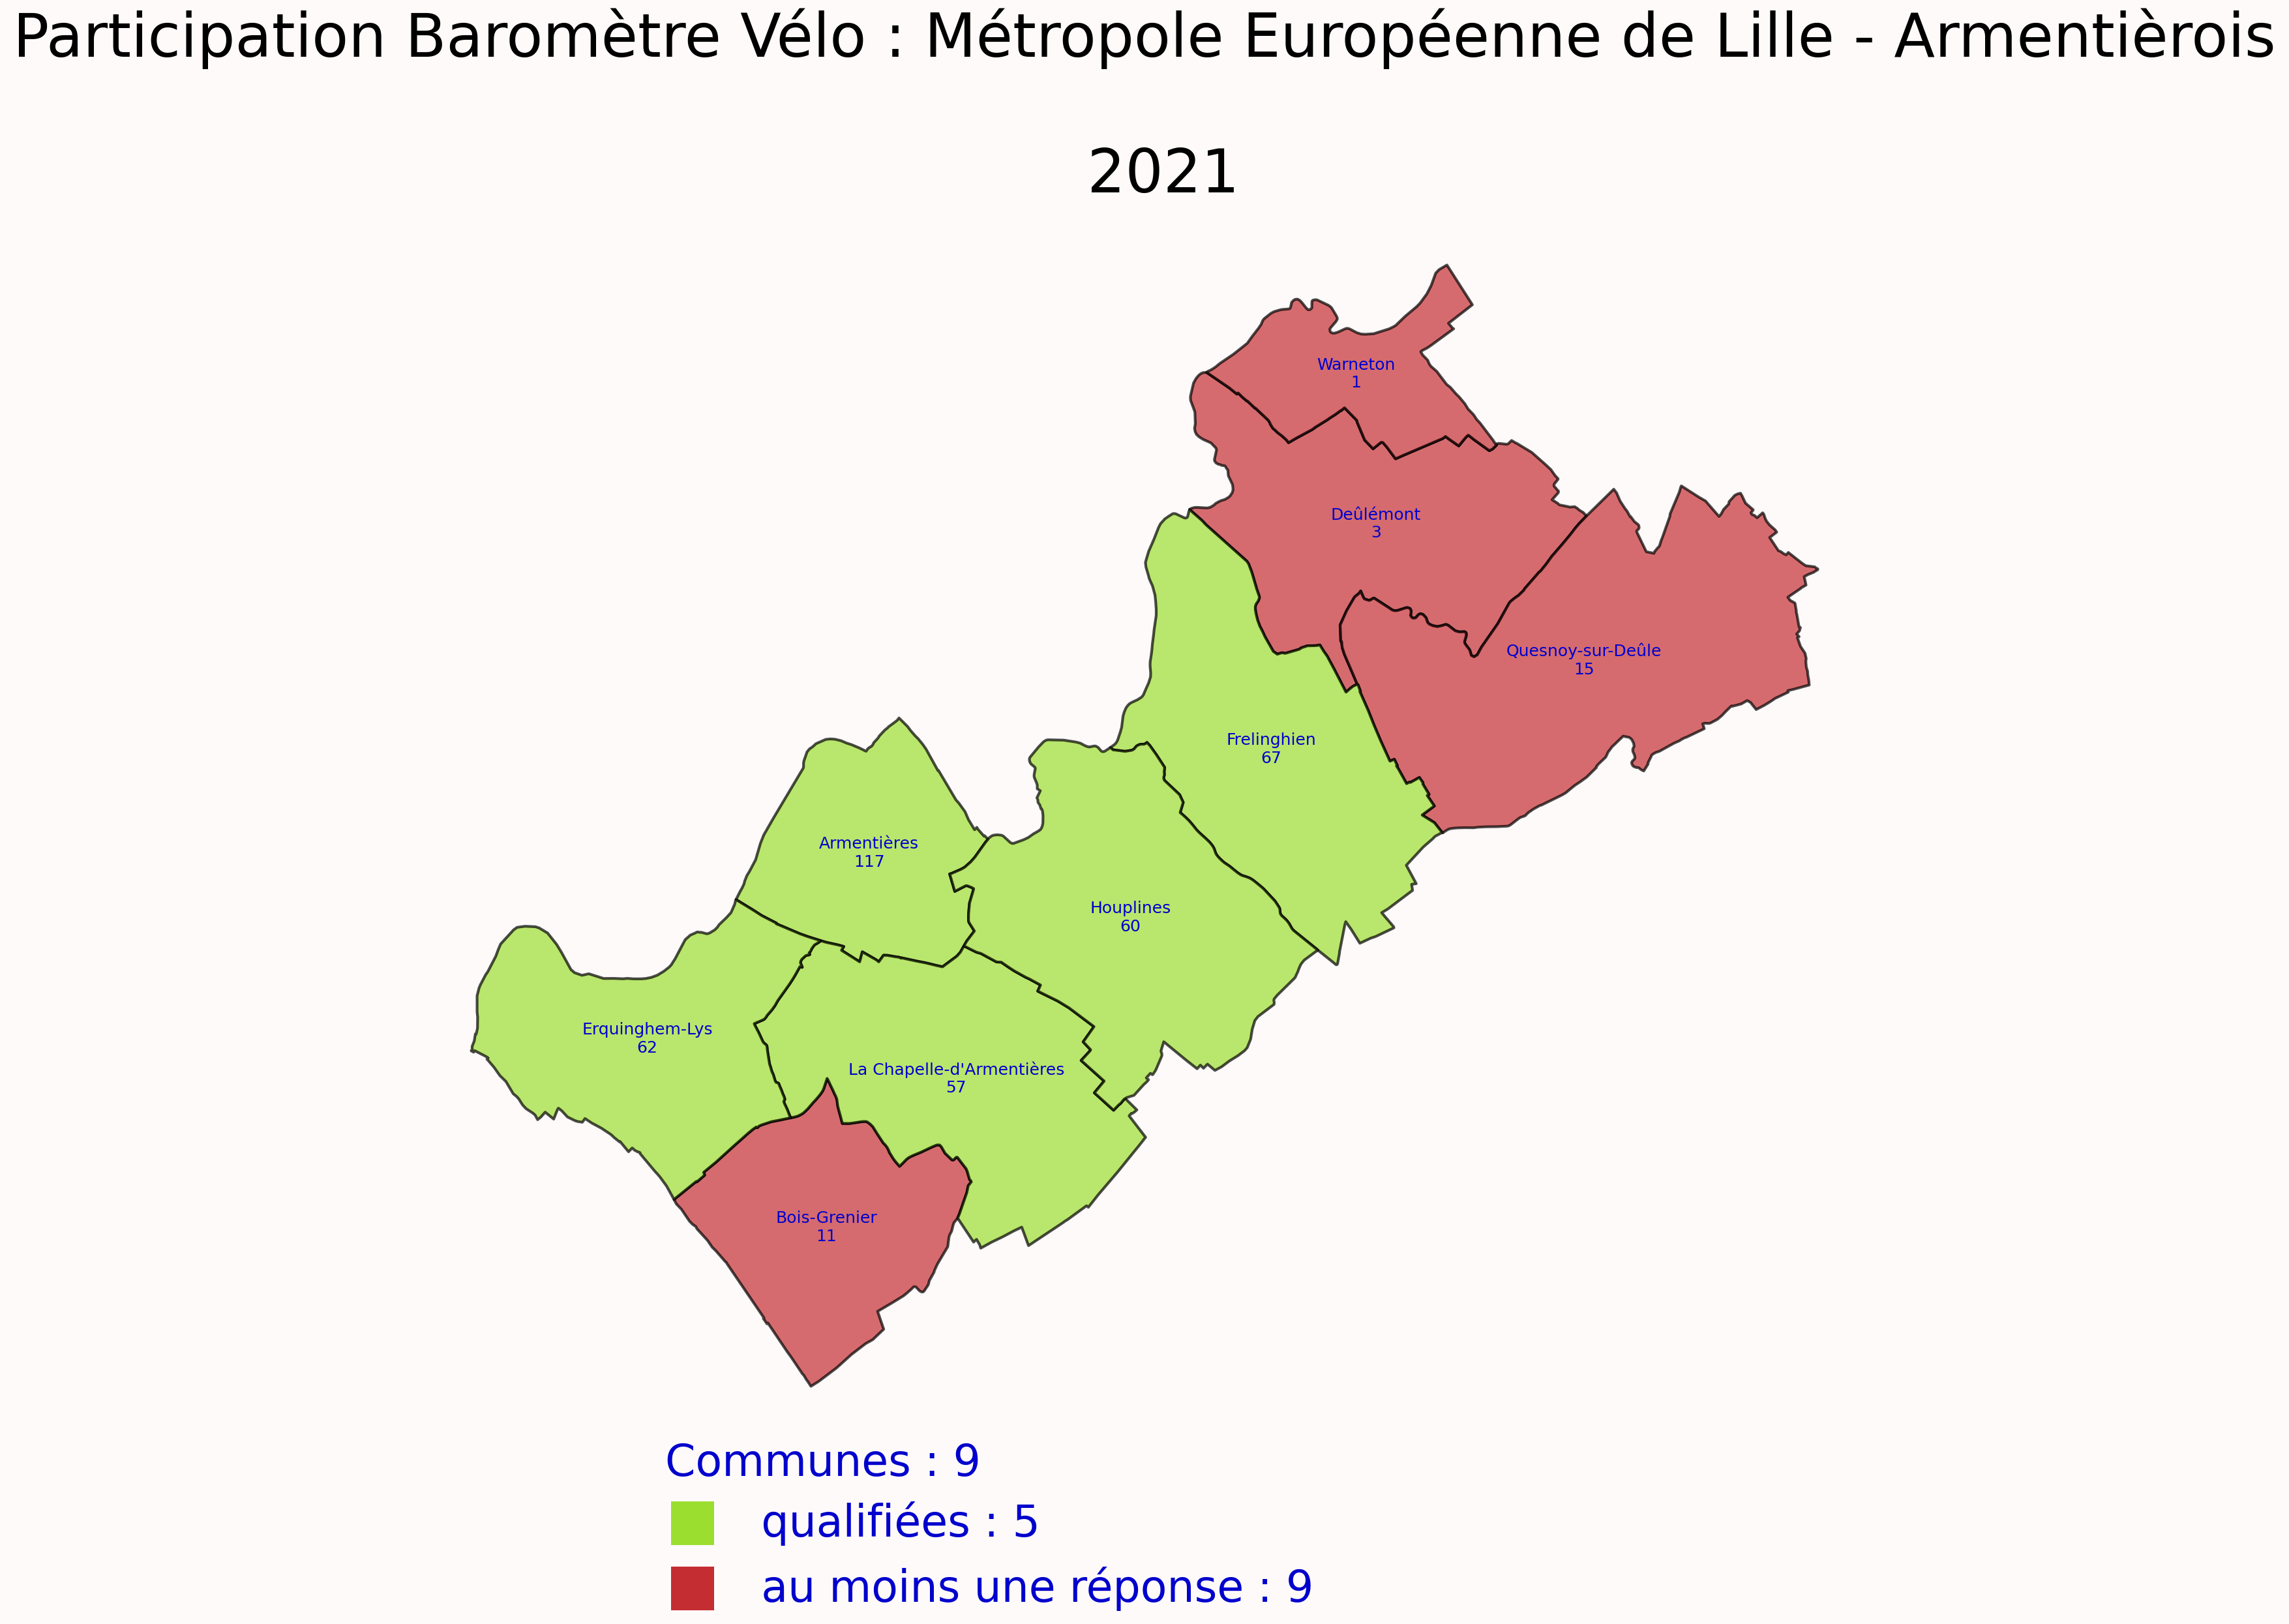 Participation Baromètre Vélo : Métropole Européenne de Lille - Armentièrois
2021
Warneton
1
Deûlémont
3
Quesnoy-sur-Deûle
15
Frelinghien
67
Armentières
117
Houplines
60
Erquinghem-Lys
62
La Chapelle-d'Armentières
57
Bois-Grenier
11
Communes : 9
qualifiées : 5
au moins une réponse : 9